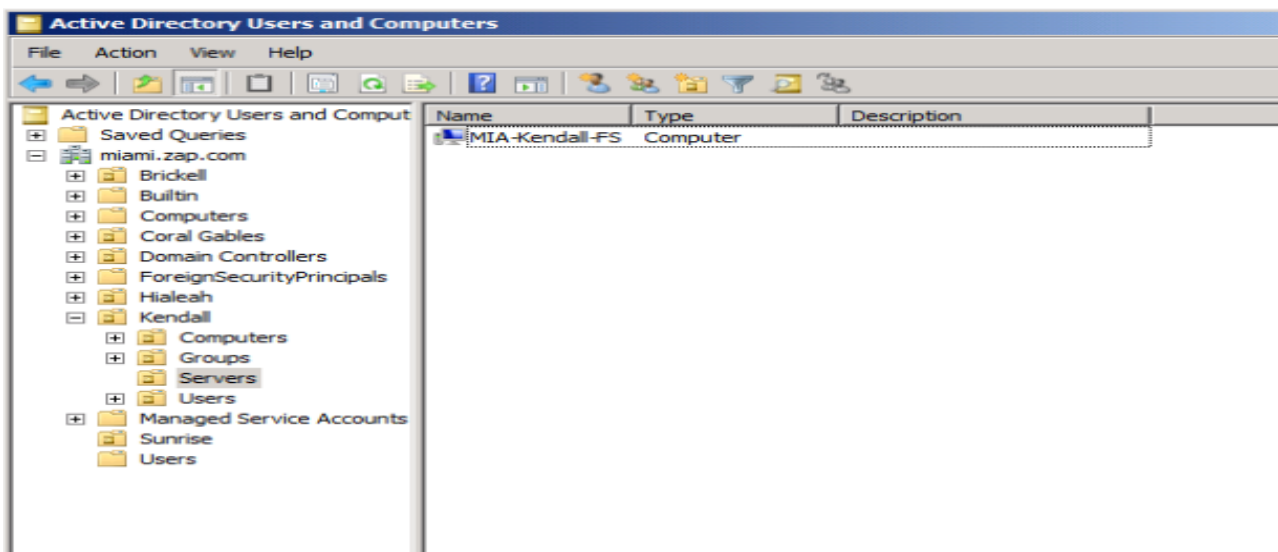 Active Directory Users and Computers
File Action View Help
Active Directory Users and Comput
Saved Queries
miami.zap.com
Brickell
Builtin
Computers
Coral Gables
Domain Controllers
ForeignSecurityPrincipals
Hialeah
Kendall
Computers
Groups
Servers
Users
Managed Service Accounts
Sunrise
Users
Name Type Description
MIA-Kendall-FS Computer